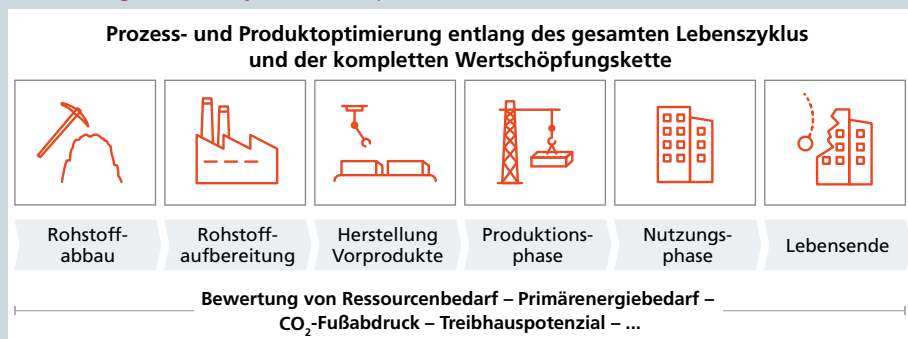 Prozess- und Produktoptimierung entlang des gesamten Lebenszyklus
und der kompletten Wertschöpfungskette
Rohstoff-
abbau
Rohstoff-
aufbereitung
Herstellung
Vorprodukte
Produktions-
phase
Nutzungs-
phase
Lebensende
Bewertung von Ressourcenbedarf – Primärenergiebedarf –
CO₂-Fußabdruck – Treibhauspotenzial – ...